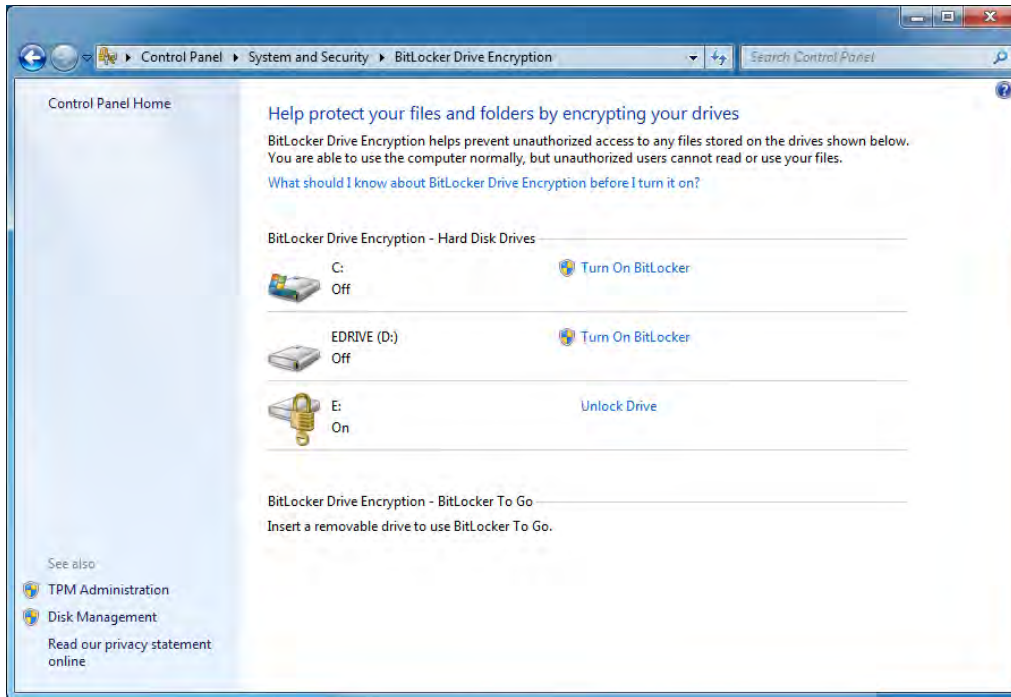 Control Panel ▸ System and Security ▸ BitLocker Drive Encryption
Search Control Panel
Control Panel Home
Help protect your files and folders by encrypting your drives
BitLocker Drive Encryption helps prevent unauthorized access to any files stored on the drives shown below.
You are able to use the computer normally, but unauthorized users cannot read or use your files.
What should I know about BitLocker Drive Encryption before I turn it on?
BitLocker Drive Encryption - Hard Disk Drives
C:
Off
Turn On BitLocker
EDRIVE (D:)
Off
Turn On BitLocker
E:
On
Unlock Drive
BitLocker Drive Encryption - BitLocker To Go
Insert a removable drive to use BitLocker To Go.
See also
TPM Administration
Disk Management
Read our privacy statement
online